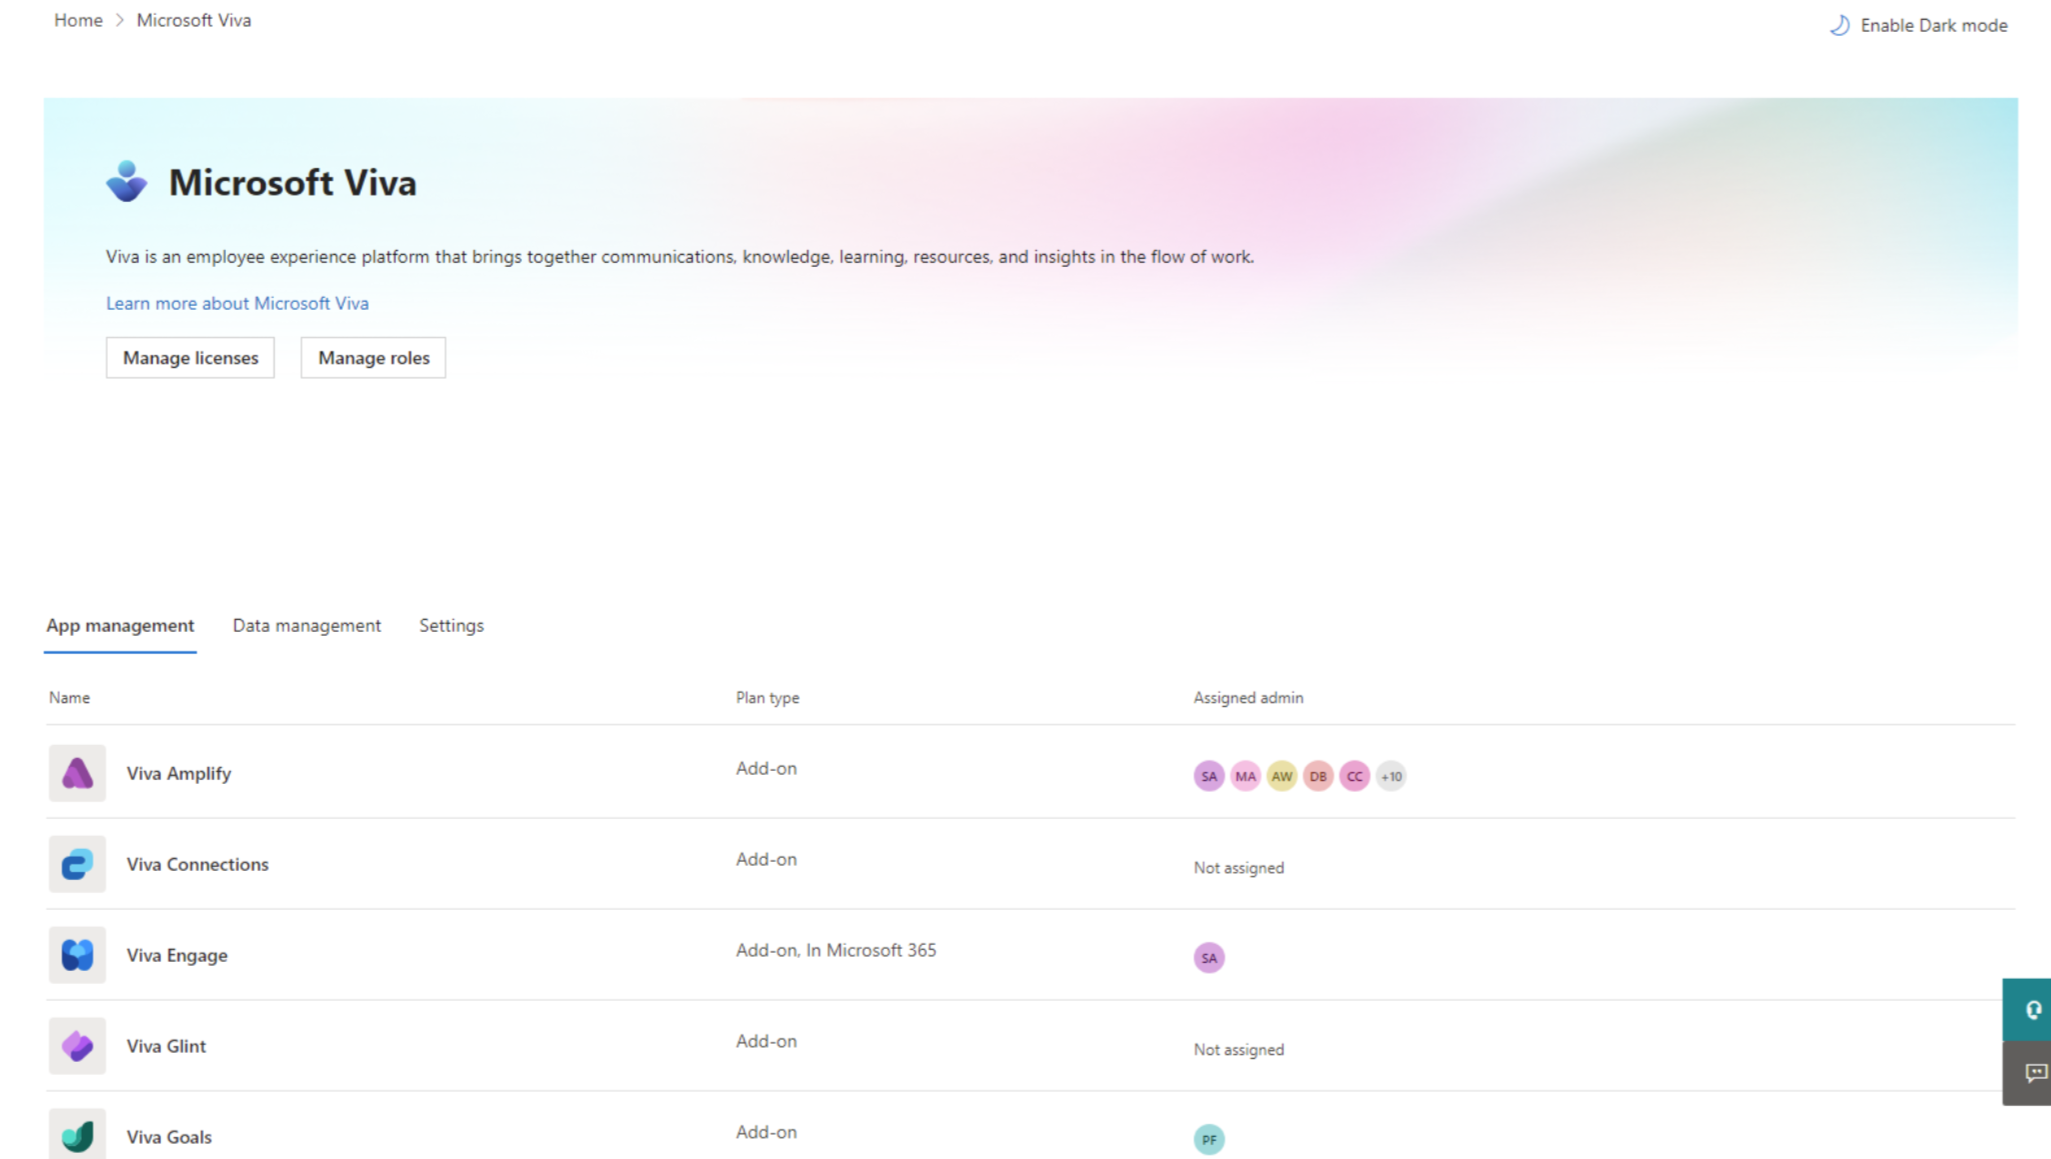 Home > Microsoft Viva
Enable Dark mode
Microsoft Viva
Viva is an employee experience platform that brings together communications, knowledge, learning, resources, and insights in the flow of work.
Learn more about Microsoft Viva
Manage licenses Manage roles
App management Data management Settings
Name Plan type Assigned admin
Viva Amplify Add-on SA MA AW DB CC +10
Viva Connections Add-on Not assigned
Viva Engage Add-on, In Microsoft 365 SA
Viva Glint Add-on Not assigned
Viva Goals Add-on PF